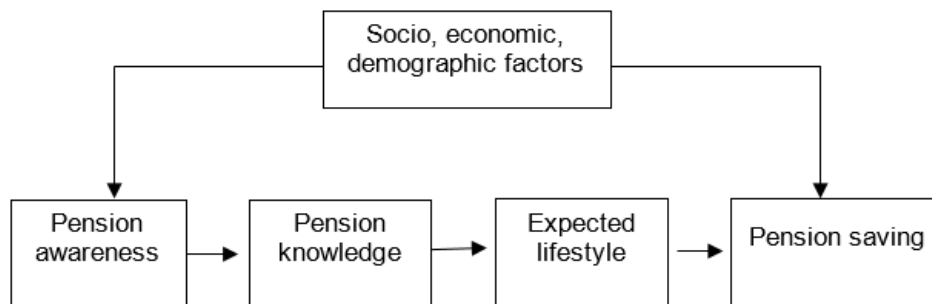 Socio, economic,
demographic factors
Pension
awareness
Pension
knowledge
Expected
lifestyle
Pension saving